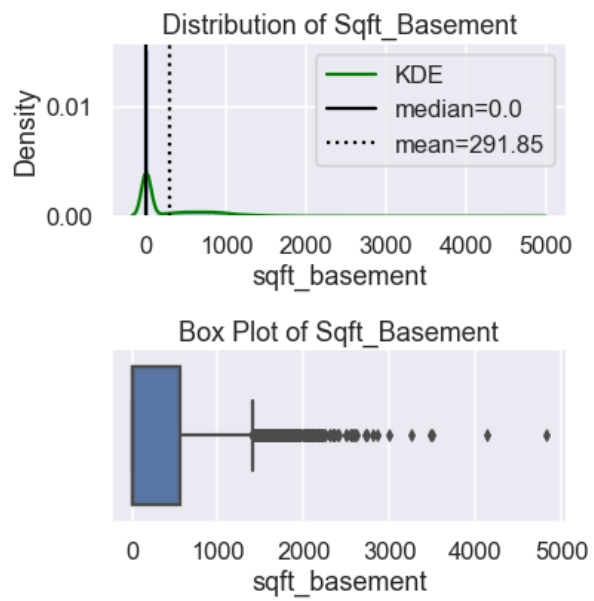 Distribution of Sqft_Basement
Density
0.01
0.00
KDE
median=0.0
mean=291.85
0 1000 2000 3000 4000 5000
sqft_basement
Box Plot of Sqft_Basement
0 1000 2000 3000 4000 5000
sqft_basement